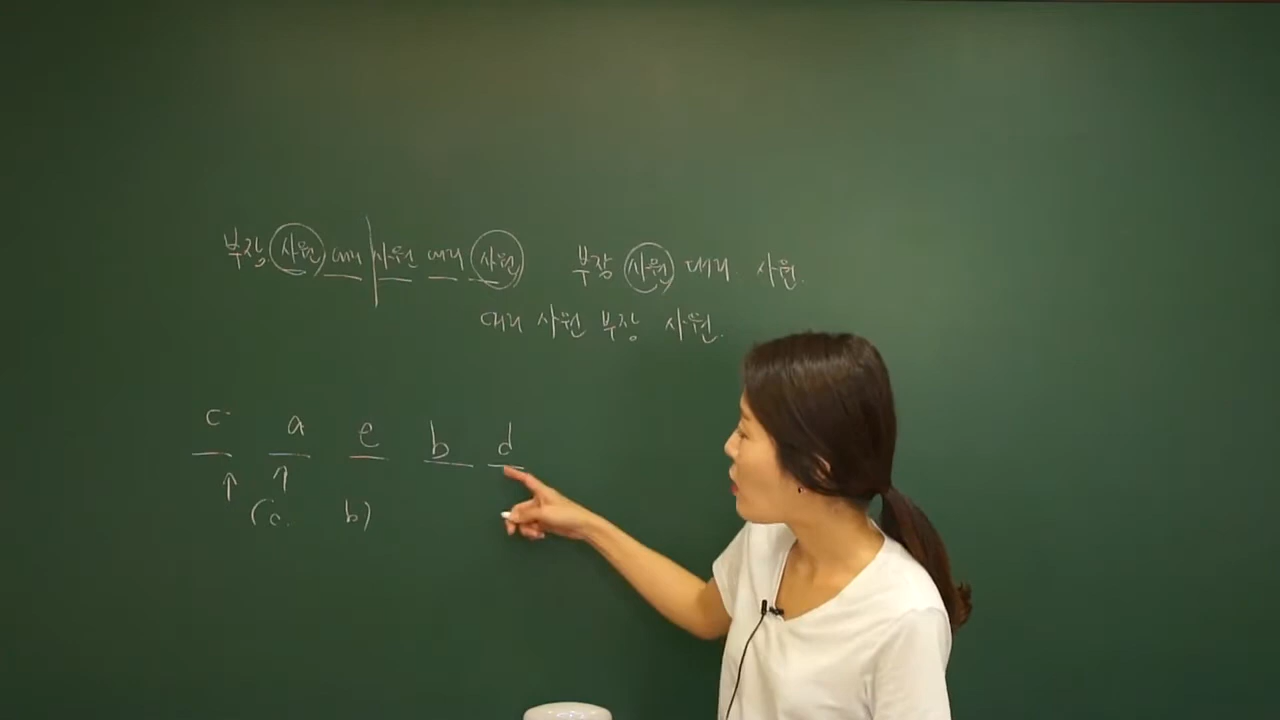 부장 사원 대리 사원 대리 사원
부장 사원 대리 사원
대리 사원 부장 사원
c a e b d
↑ ↑
(c. b)